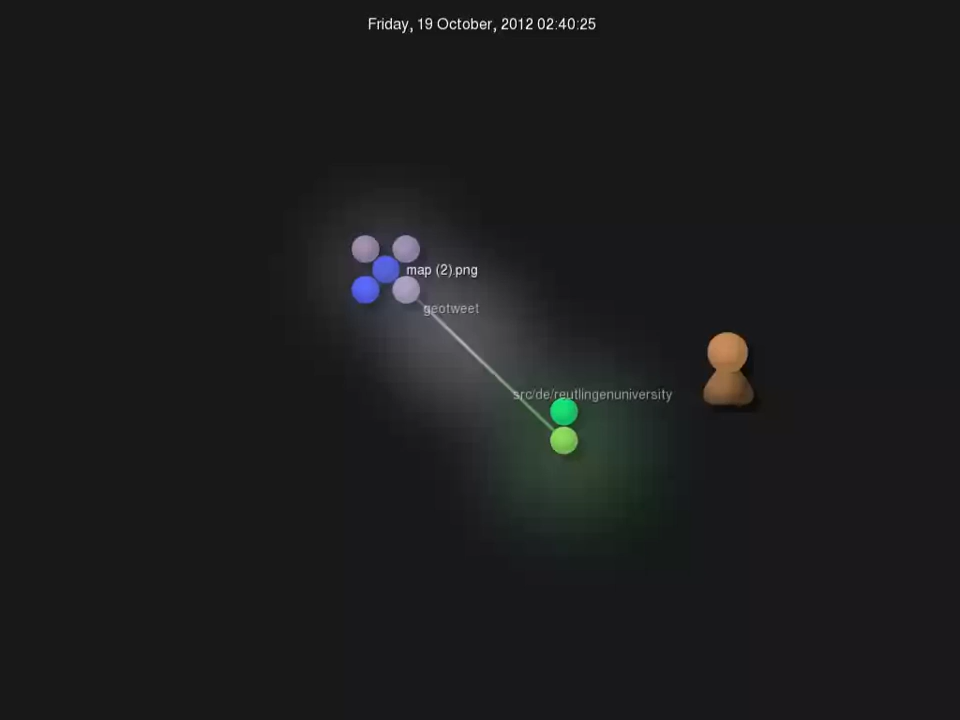 Friday, 19 October, 2012 02:40:25
map (2).png
geotweet
src/de/reutlingenuniversity